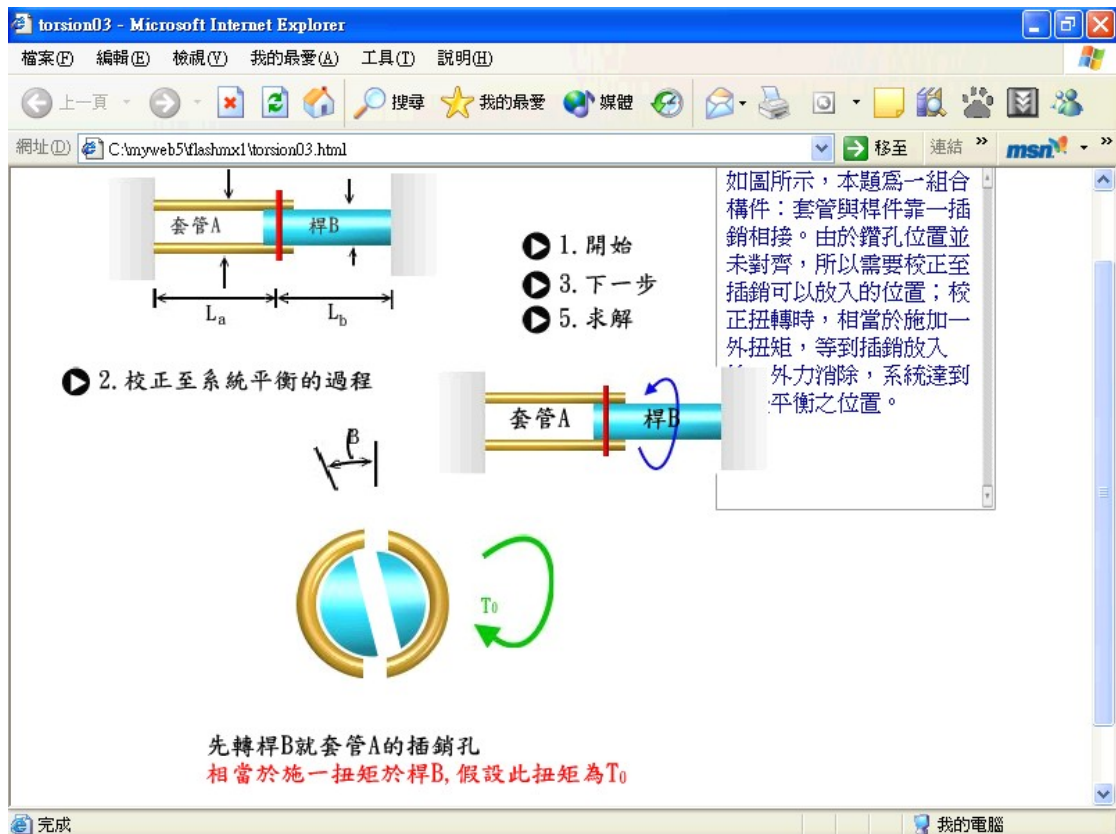 torsion03 - Microsoft Internet Explorer
檔案(F) 編輯(E) 檢視(V) 我的最愛(A) 工具(T) 說明(H)
上一頁 搜尋 我的最愛 媒體
網址(D) C:\myweb5\flashmx1\torsion03.html 移至 連結 » msn »
套管A 桿B
La Lb
1.開始
3.下一步
5.求解
如圖所示，本題為一組合
構件：套管與桿件靠一插
銷相接。由於鑽孔位置並
未對齊，所以需要校正至
插銷可以放入的位置；校
正扭轉時，相當於施加一
外扭矩，等到插銷放入
外力消除，系統達到
平衡之位置。
2.校正至系統平衡的過程
套管A 桿B
β
T0
先轉桿B就套管A的插銷孔
相當於施一扭矩於桿B,假設此扭矩為T0
完成 我的電腦